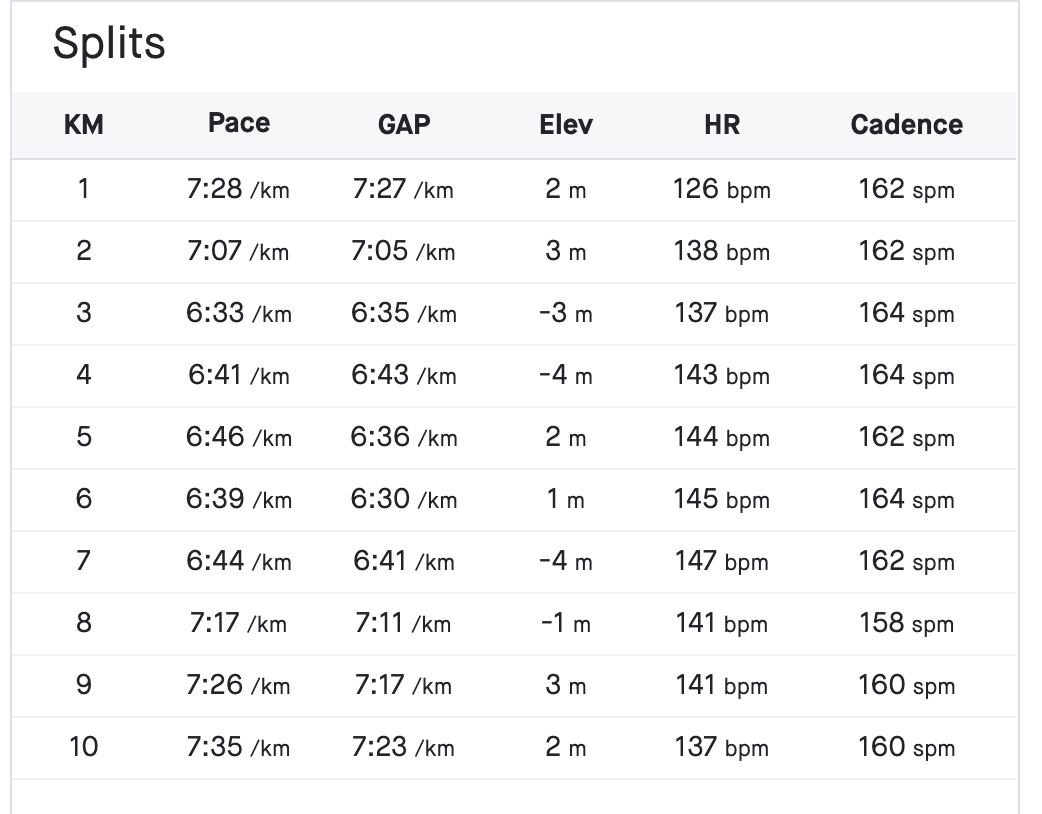 Splits
KM Pace GAP Elev HR Cadence
1 7:28 /km 7:27 /km 2 m 126 bpm 162 spm
2 7:07 /km 7:05 /km 3 m 138 bpm 162 spm
3 6:33 /km 6:35 /km -3 m 137 bpm 164 spm
4 6:41 /km 6:43 /km -4 m 143 bpm 164 spm
5 6:46 /km 6:36 /km 2 m 144 bpm 162 spm
6 6:39 /km 6:30 /km 1 m 145 bpm 164 spm
7 6:44 /km 6:41 /km -4 m 147 bpm 162 spm
8 7:17 /km 7:11 /km -1 m 141 bpm 158 spm
9 7:26 /km 7:17 /km 3 m 141 bpm 160 spm
10 7:35 /km 7:23 /km 2 m 137 bpm 160 spm